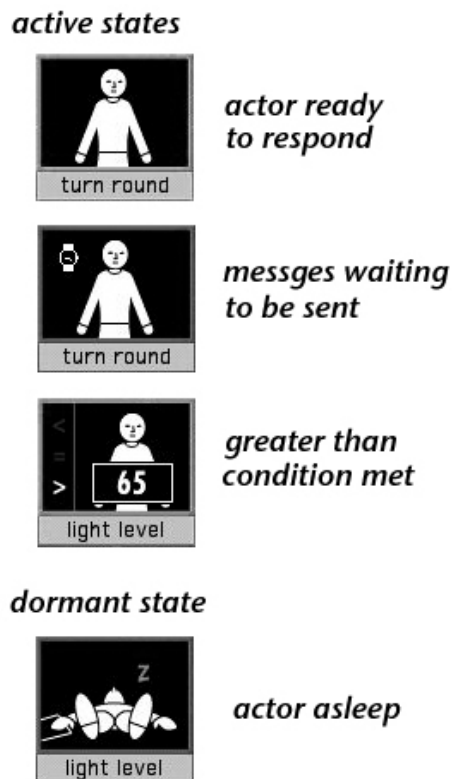 active states
actor ready
to respond
turn round
messges waiting
to be sent
turn round
<
=
>
65
greater than
condition met
light level
dormant state
z
actor asleep
light level